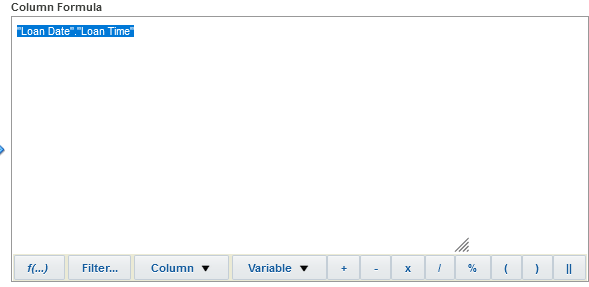 Column Formula
"Loan Date"."Loan Time"
f(...) Filter... Column ▼ Variable ▼ + - x / % ( ) ||